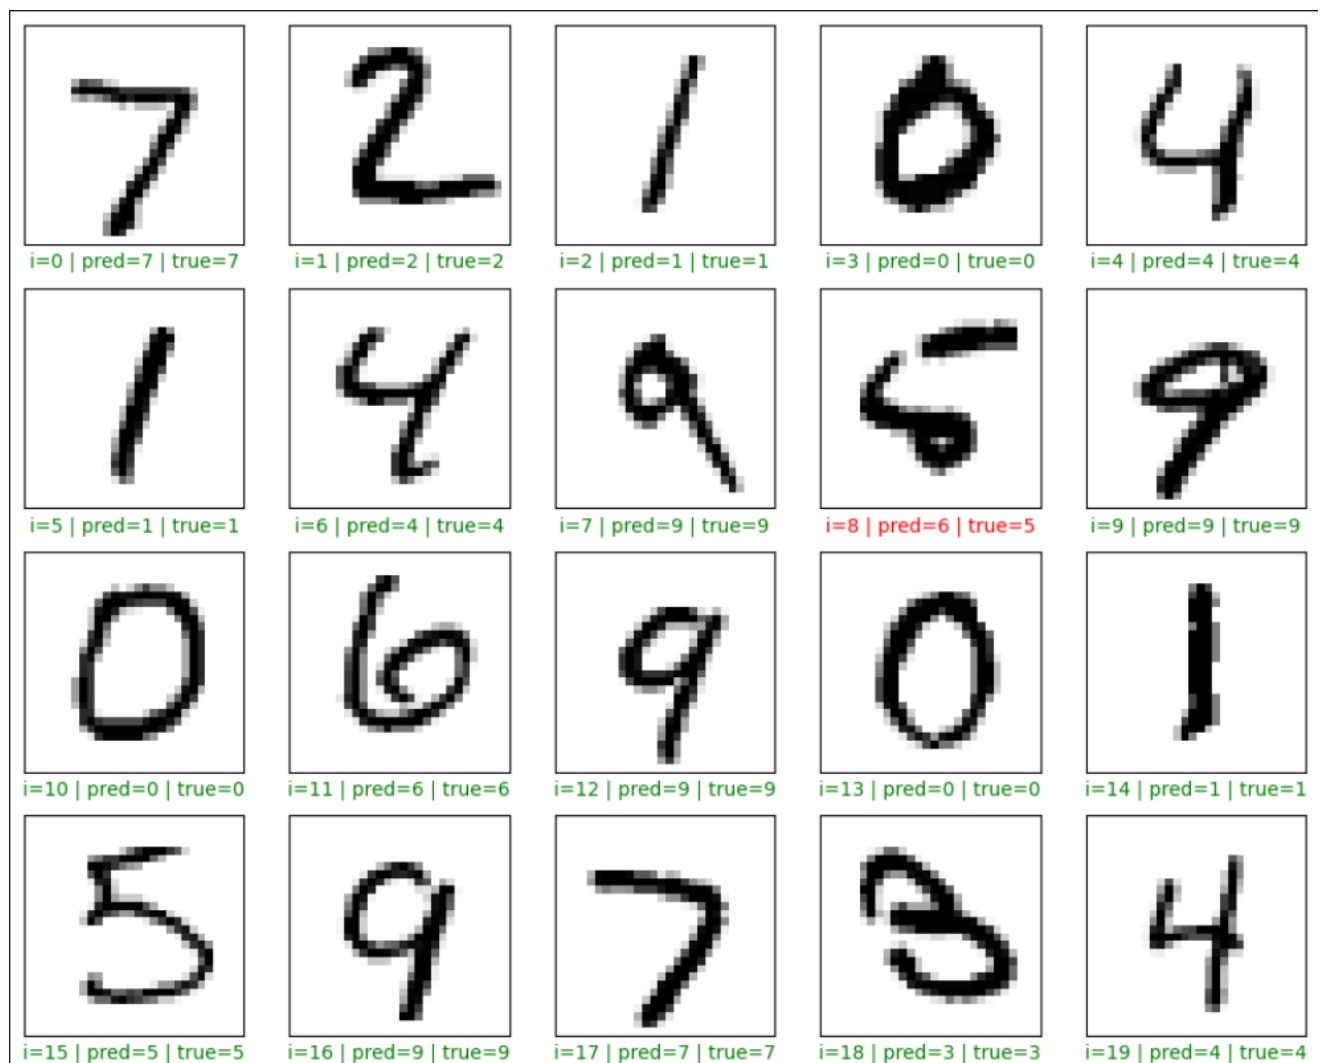 7 2 1 0 4
i=0 | pred=7 | true=7 i=1 | pred=2 | true=2 i=2 | pred=1 | true=1 i=3 | pred=0 | true=0 i=4 | pred=4 | true=4
1 4 9 5 9
i=5 | pred=1 | true=1 i=6 | pred=4 | true=4 i=7 | pred=9 | true=9 i=8 | pred=6 | true=5 i=9 | pred=9 | true=9
0 6 9 0 1
i=10 | pred=0 | true=0 i=11 | pred=6 | true=6 i=12 | pred=9 | true=9 i=13 | pred=0 | true=0 i=14 | pred=1 | true=1
5 9 7 3 4
i=15 | pred=5 | true=5 i=16 | pred=9 | true=9 i=17 | pred=7 | true=7 i=18 | pred=3 | true=3 i=19 | pred=4 | true=4